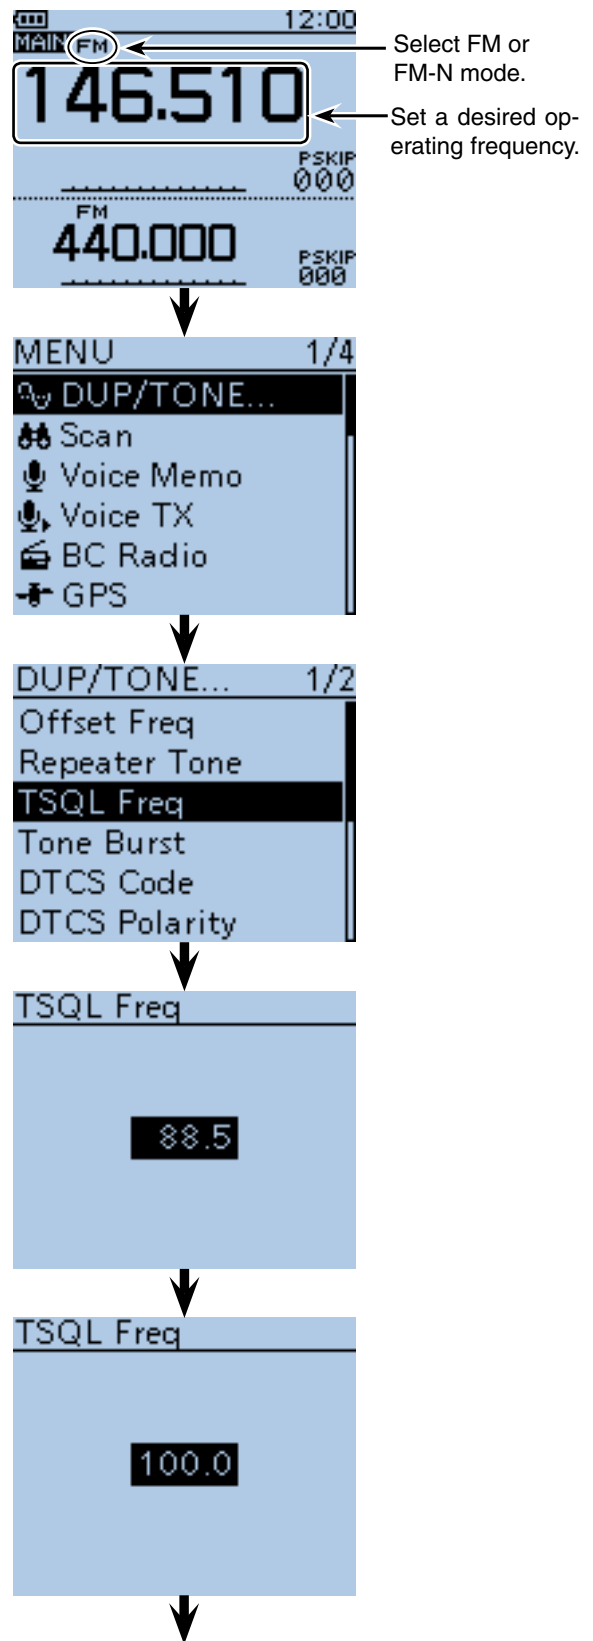 12:00
MAIN FM
Select FM or
FM-N mode.
146.510
Set a desired op-
erating frequency.
PSKIP
000
FM
440.000
PSKIP
000
MENU 1/4
DUP/TONE...
Scan
Voice Memo
Voice TX
BC Radio
GPS
DUP/TONE... 1/2
Offset Freq
Repeater Tone
TSQL Freq
Tone Burst
DTCS Code
DTCS Polarity
TSQL Freq
88.5
TSQL Freq
100.0